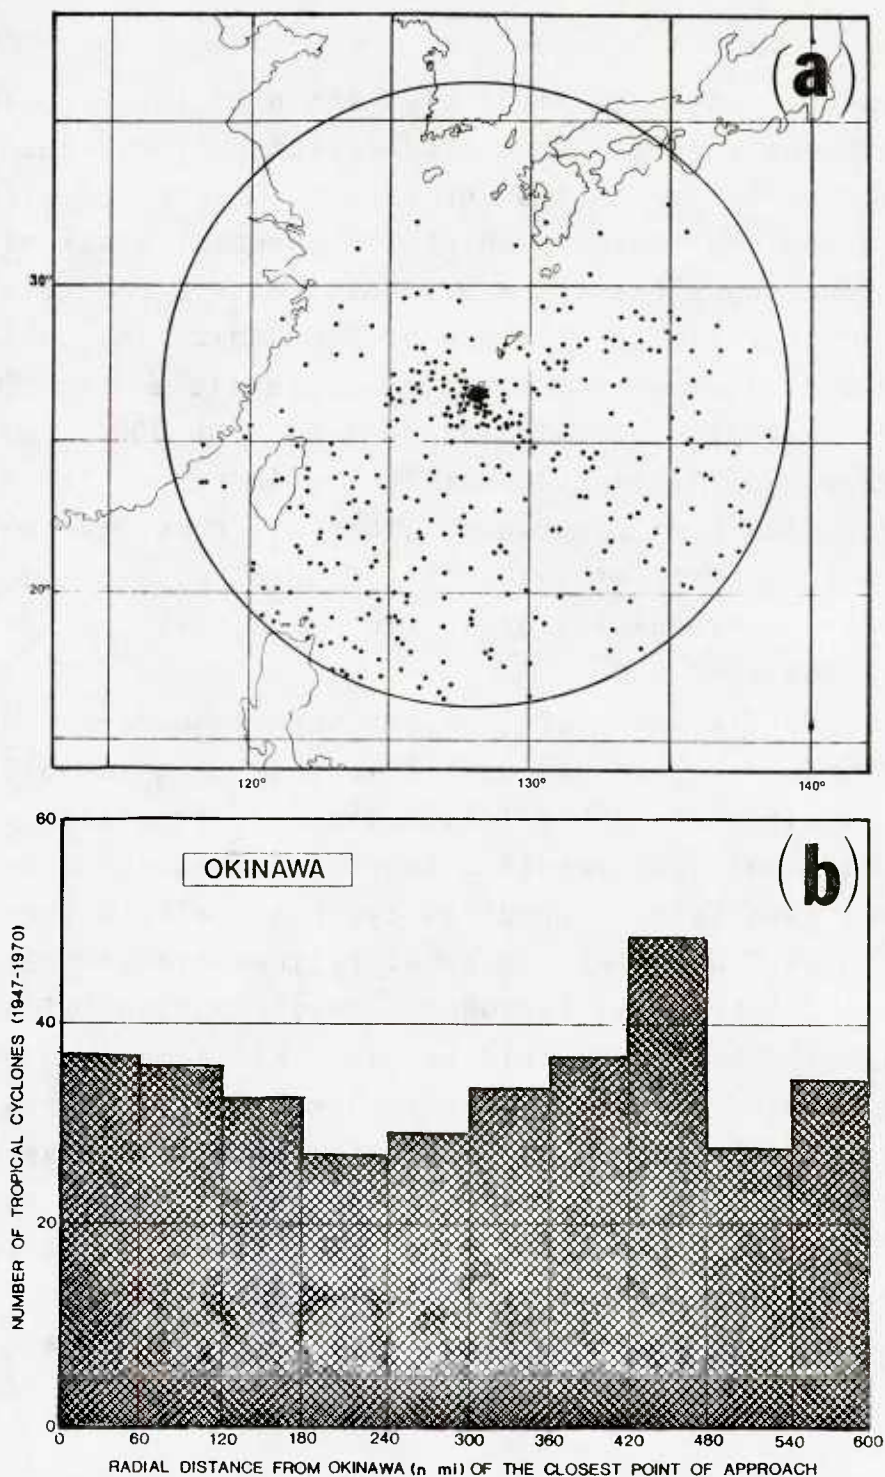 (a)
30°
20°
120°
130°
140°
(b)
OKINAWA
NUMBER OF TROPICAL CYCLONES (1947-1970)
60
40
20
0
0 60 120 180 240 300 360 420 480 540 600
RADIAL DISTANCE FROM OKINAWA (n mi) OF THE CLOSEST POINT OF APPROACH